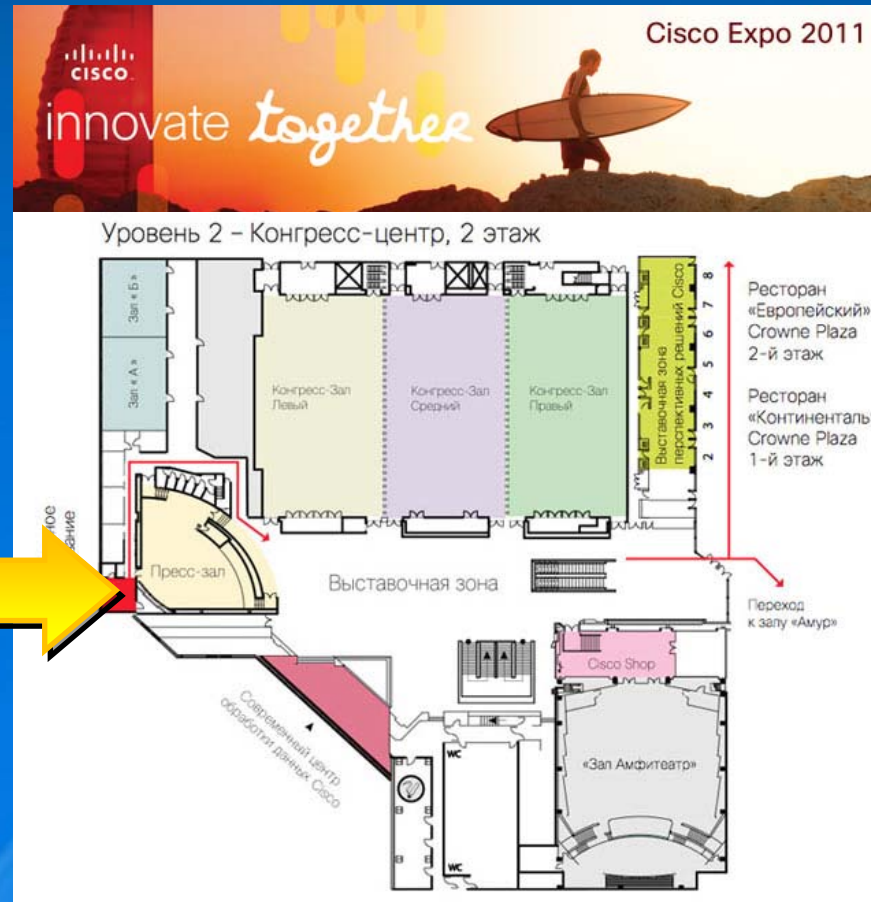 Cisco Expo 2011
CISCO
innovate together
Уровень 2 – Конгресс-центр, 2 этаж
Зал «Б»
Зал «А»
Конгресс-Зал
Левый
Конгресс-Зал
Средний
Конгресс-Зал
Правый
Выставочная зона
перспективных решений Cisco
8
7
6
5
4
3
2
Ресторан
«Европейский»
Crowne Plaza
2-й этаж
Ресторан
«Континенталь
Crowne Plaza
1-й этаж
Пресс-зал
Выставочная зона
Переход
к залу «Амур»
Cisco Shop
Современный центр
обработки данных Cisco
WC
«Зал Амфитеатр»
WC